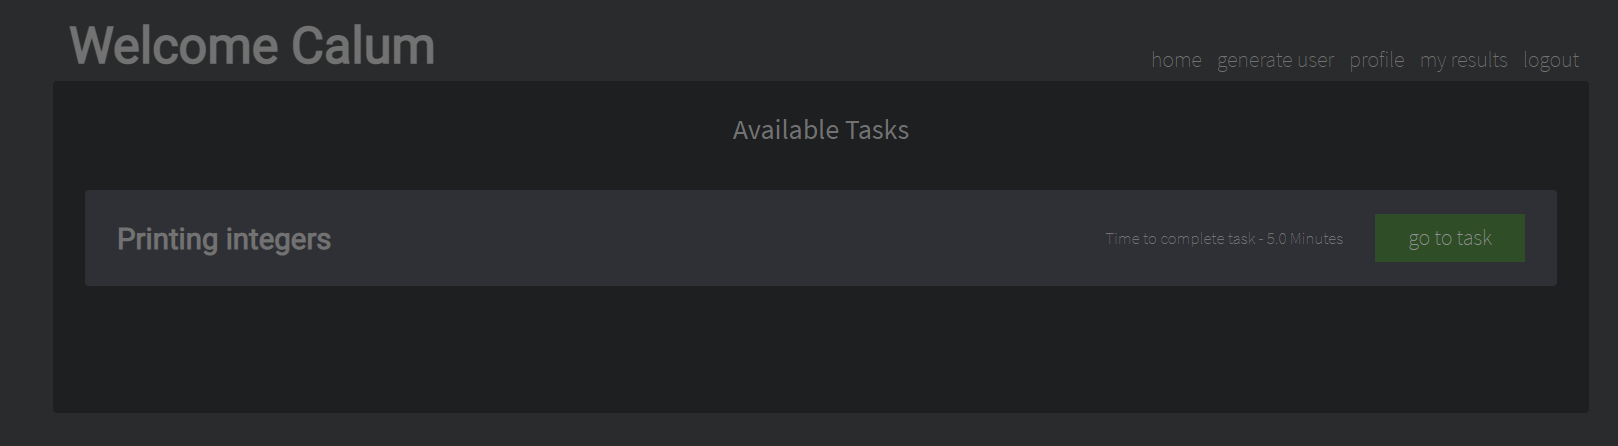 Welcome Calum
home generate user profile my results logout
Available Tasks
Printing integers
Time to complete task - 5.0 Minutes
go to task